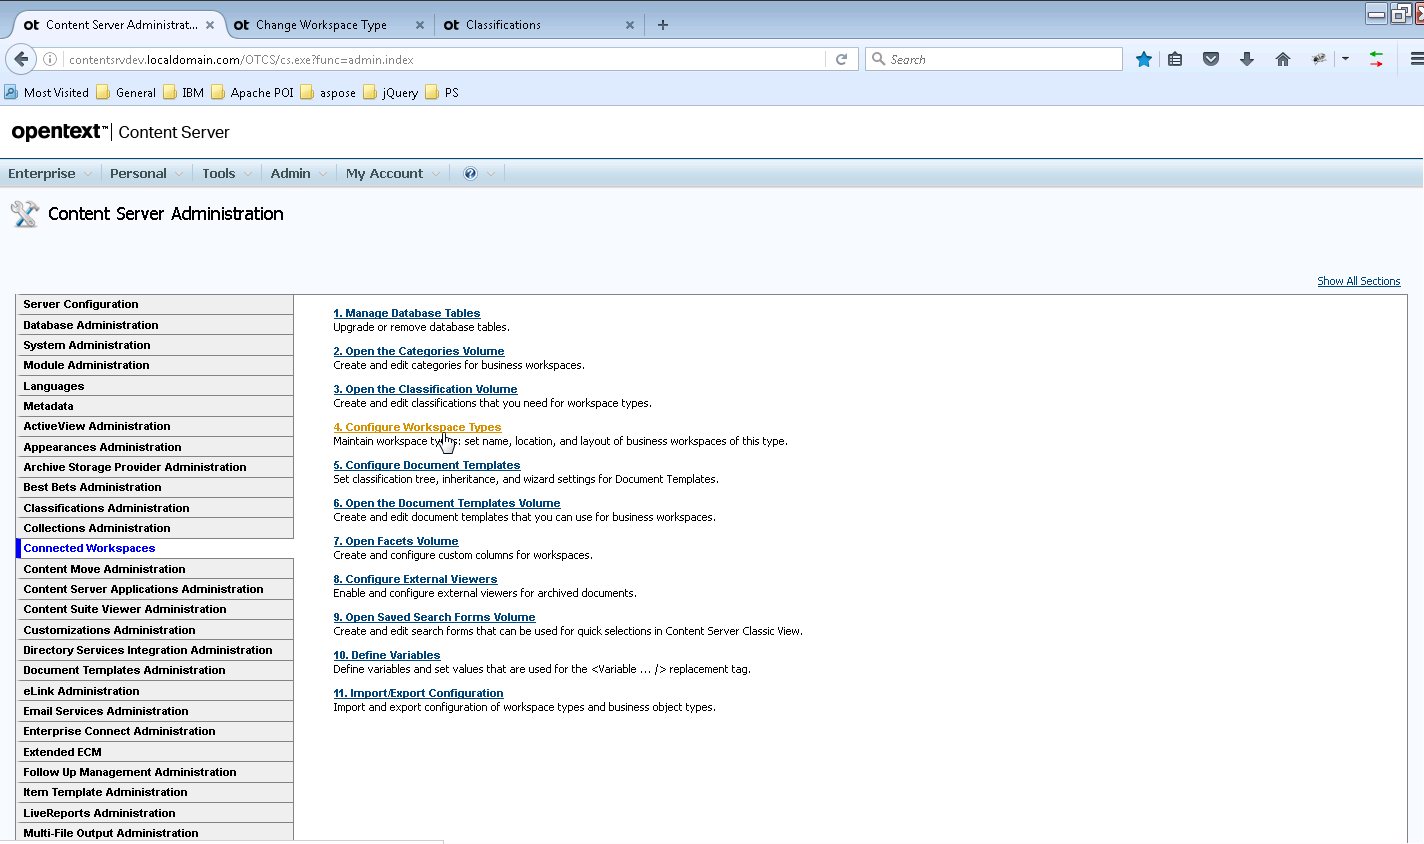 ot Content Server Administrat... ×
ot Change Workspace Type ×
ot Classifications ×
contentsrvdev.localdomain.com/OTCS/cs.exe?func=admin.index
Search
Most Visited General IBM Apache POI aspose jQuery PS
opentext™ | Content Server
Enterprise Personal Tools Admin My Account ?
Content Server Administration
Show All Sections
Server Configuration
Database Administration
System Administration
Module Administration
Languages
Metadata
ActiveView Administration
Appearances Administration
Archive Storage Provider Administration
Best Bets Administration
Classifications Administration
Collections Administration
Connected Workspaces
Content Move Administration
Content Server Applications Administration
Content Suite Viewer Administration
Customizations Administration
Directory Services Integration Administration
Document Templates Administration
eLink Administration
Email Services Administration
Enterprise Connect Administration
Extended ECM
Follow Up Management Administration
Item Template Administration
LiveReports Administration
Multi-File Output Administration
1. Manage Database Tables
Upgrade or remove database tables.
2. Open the Categories Volume
Create and edit categories for business workspaces.
3. Open the Classification Volume
Create and edit classifications that you need for workspace types.
4. Configure Workspace Types
Maintain workspace types: set name, location, and layout of business workspaces of this type.
5. Configure Document Templates
Set classification tree, inheritance, and wizard settings for Document Templates.
6. Open the Document Templates Volume
Create and edit document templates that you can use for business workspaces.
7. Open Facets Volume
Create and configure custom columns for workspaces.
8. Configure External Viewers
Enable and configure external viewers for archived documents.
9. Open Saved Search Forms Volume
Create and edit search forms that can be used for quick selections in Content Server Classic View.
10. Define Variables
Define variables and set values that are used for the <Variable ... /> replacement tag.
11. Import/Export Configuration
Import and export configuration of workspace types and business object types.